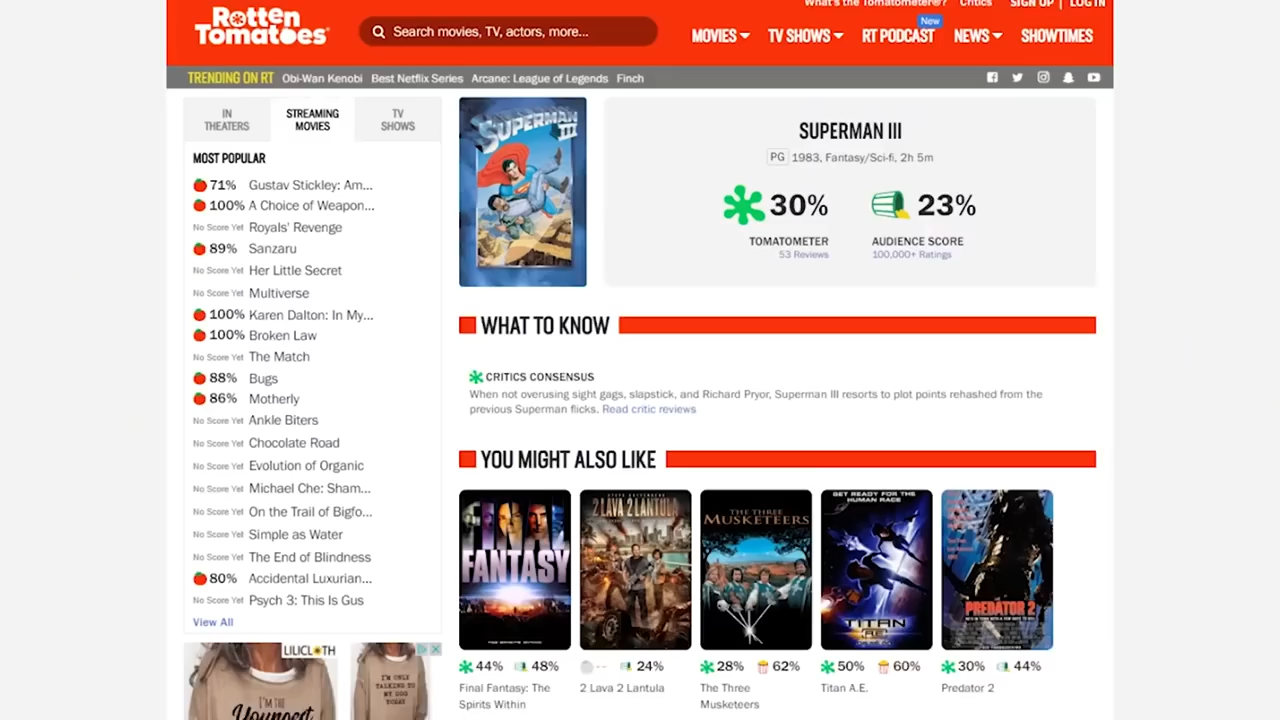 What's the Tomatometer®?
Critics
SIGN UP | LOG IN
Rotten
Tomatoes
Search movies, TV, actors, more...
MOVIES
TV SHOWS
New
RT PODCAST
NEWS
SHOWTIMES
TRENDING ON RT
Obi-Wan Kenobi
Best Netflix Series
Arcane: League of Legends
Finch
IN
THEATERS
STREAMING
MOVIES
TV
SHOWS
MOST POPULAR
71% Gustav Stickley: Am...
100% A Choice of Weapon...
No Score Yet Royals' Revenge
89% Sanzaru
No Score Yet Her Little Secret
No Score Yet Multiverse
100% Karen Dalton: In My...
100% Broken Law
No Score Yet The Match
88% Bugs
86% Motherly
No Score Yet Ankle Biters
No Score Yet Chocolate Road
No Score Yet Evolution of Organic
No Score Yet Michael Che: Sham...
No Score Yet On the Trail of Bigfo...
No Score Yet Simple as Water
No Score Yet The End of Blindness
80% Accidental Luxurian...
No Score Yet Psych 3: This Is Gus
View All
LILICLOTH
I'M THE
Youngest
I'M ONLY
TALKING TO
MY DOG
TODAY
SUPERMAN
III
SUPERMAN III
PG 1983, Fantasy/Sci-fi, 2h 5m
30%
TOMATOMETER
53 Reviews
23%
AUDIENCE SCORE
100,000+ Ratings
WHAT TO KNOW
CRITICS CONSENSUS
When not overusing sight gags, slapstick, and Richard Pryor, Superman III resorts to plot points rehashed from the
previous Superman flicks. Read critic reviews
YOU MIGHT ALSO LIKE
FINAL
FANTASY
2 LAVA 2 LANTULA
THE THREE
MUSKETEERS
GET READY FOR THE
HUMAN RACE
TITAN
A.E.
PREDATOR 2
44% 48%
Final Fantasy: The
Spirits Within
-- 24%
2 Lava 2 Lantula
28% 62%
The Three
Musketeers
50% 60%
Titan A.E.
30% 44%
Predator 2